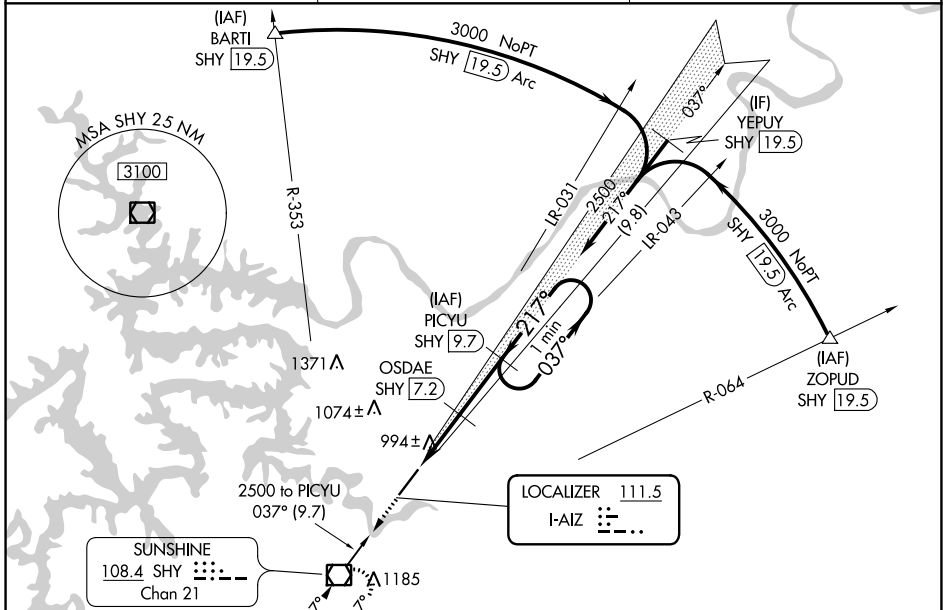 (IAF)
BARTI
SHY 19.5
3000 NoPT
SHY 19.5 Arc
MSA SHY 25 NM
3100
R-353
LR-031
037°
(IF)
YEPUY
SHY 19.5
2500
217°
(9.8)
LR-043
3000 NoPT
SHY 19.5 Arc
(IAF)
PICYU
SHY 9.7
217°
1 min
037°
OSDAE
SHY 7.2
(IAF)
ZOPUD
SHY 19.5
R-064
1371
1074±
994±
2500 to PICYU
037° (9.7)
LOCALIZER 111.5
I-AIZ
SUNSHINE
108.4 SHY
Chan 21
1185
7°
7°